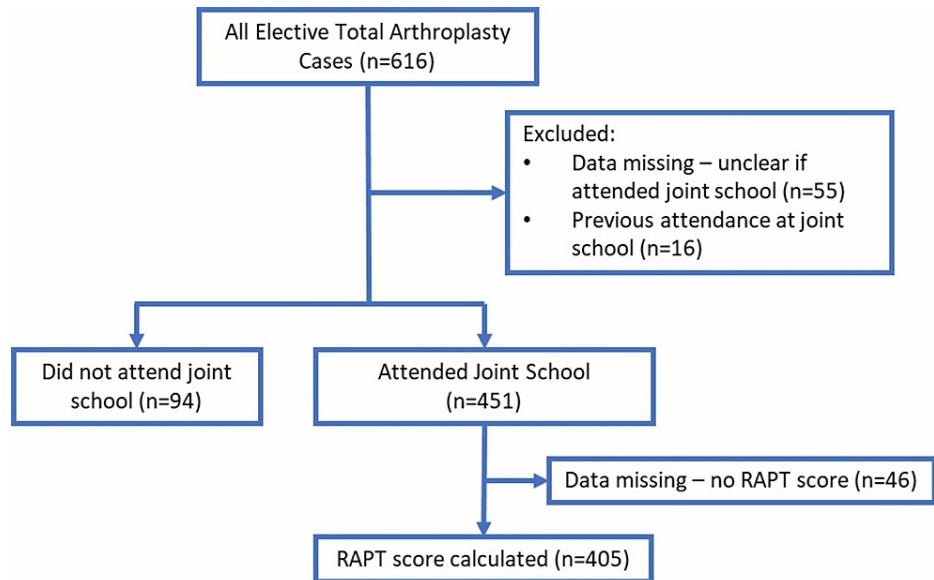 All Elective Total Arthroplasty
Cases (n=616)
Excluded:
• Data missing – unclear if
attended joint school (n=55)
• Previous attendance at joint
school (n=16)
Did not attend joint
school (n=94)
Attended Joint School
(n=451)
Data missing – no RAPT score (n=46)
RAPT score calculated (n=405)